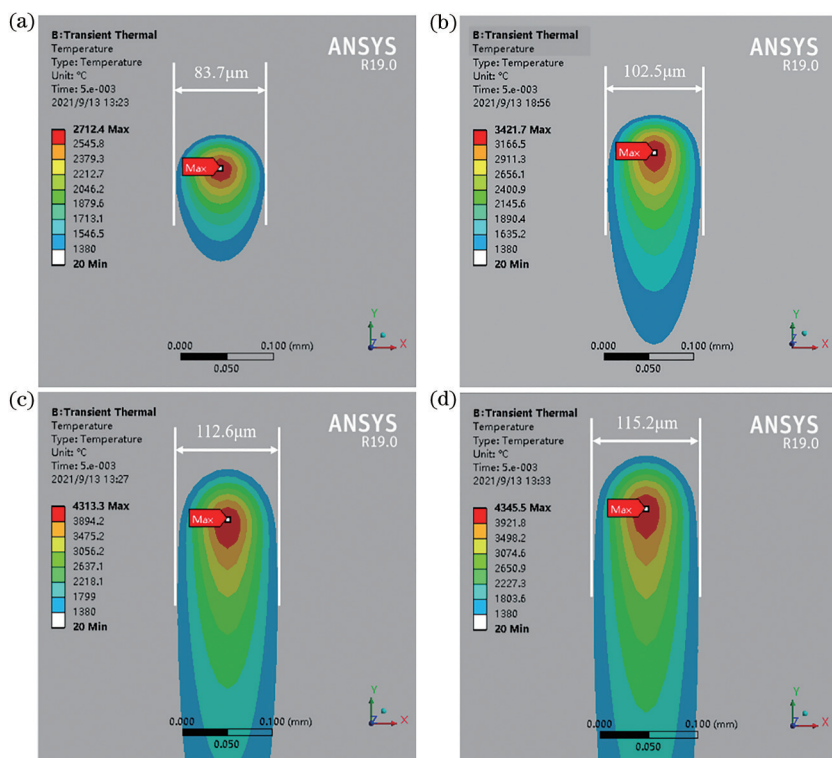 (a)
B:Transient Thermal
Temperature
Type: Temperature
Unit: °C
Time: 5.e-003
2021/9/13 13:23
ANSYS
R19.0
83.7μm
2712.4 Max
2545.8
2379.3
2212.7
2046.2
1879.6
1713.1
1546.5
1380
20 Min
Max
0.000
0.100 (mm)
0.050
Y
Z
X
(b)
B:Transient Thermal
Temperature
Type: Temperature
Unit: °C
Time: 5.e-003
2021/9/13 18:56
ANSYS
R19.0
102.5μm
3421.7 Max
3166.5
2911.3
2656.1
2400.9
2145.6
1890.4
1635.2
1380
20 Min
Max
0.000
0.100 (mm)
0.050
Y
Z
X
(c)
B:Transient Thermal
Temperature
Type: Temperature
Unit: °C
Time: 5.e-003
2021/9/13 13:27
ANSYS
R19.0
112.6μm
4313.3 Max
3894.2
3475.2
3056.2
2637.1
2218.1
1799
1380
20 Min
Max
0.000
0.100 (mm)
0.050
Y
Z
X
(d)
B:Transient Thermal
Temperature
Type: Temperature
Unit: °C
Time: 5.e-003
2021/9/13 13:33
ANSYS
R19.0
115.2μm
4345.5 Max
3921.8
3498.2
3074.6
2650.9
2227.3
1803.6
1380
20 Min
Max
0.000
0.100 (mm)
0.050
Y
Z
X